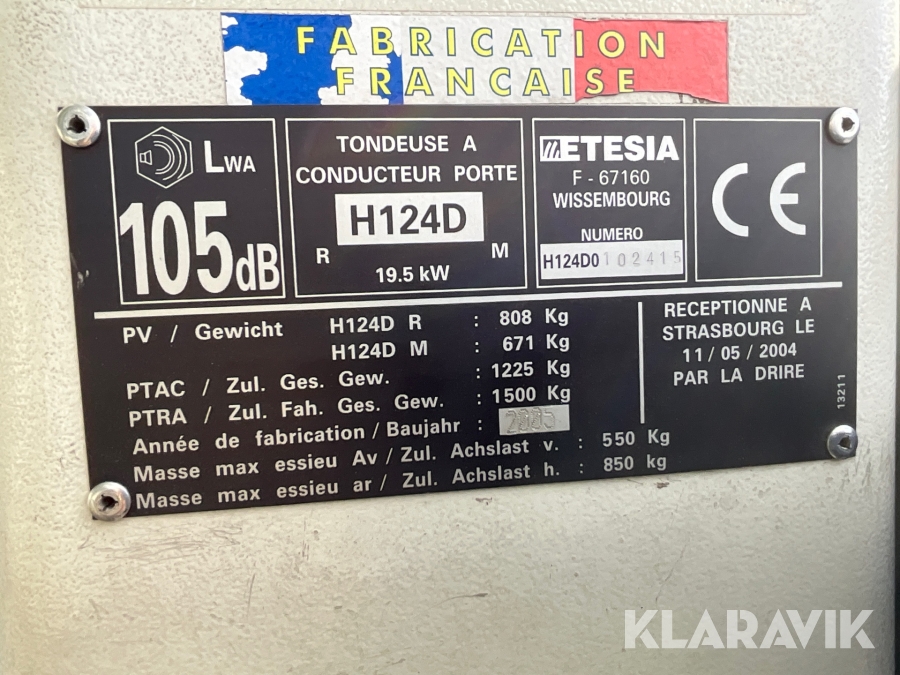 FABRICATION
FRANCAISE
LWA
105dB
TONDEUSE A
CONDUCTEUR PORTE
H124D
R M
19.5 kW
ETESIA
F - 67160
WISSEMBOURG
NUMERO
H124D0102415
CE
PV / Gewicht H124D R : 808 Kg
H124D M : 671 Kg
PTAC / Zul. Ges. Gew. : 1225 Kg
PTRA / Zul. Fah. Ges. Gew. : 1500 Kg
Année de fabrication / Baujahr : 2005
Masse max essieu Av / Zul. Achslast v. : 550 Kg
Masse max essieu ar / Zul. Achslast h. : 850 kg
RECEPTIONNE A
STRASBOURG LE
11 / 05 / 2004
PAR LA DRIRE
13211
KLARAVIK